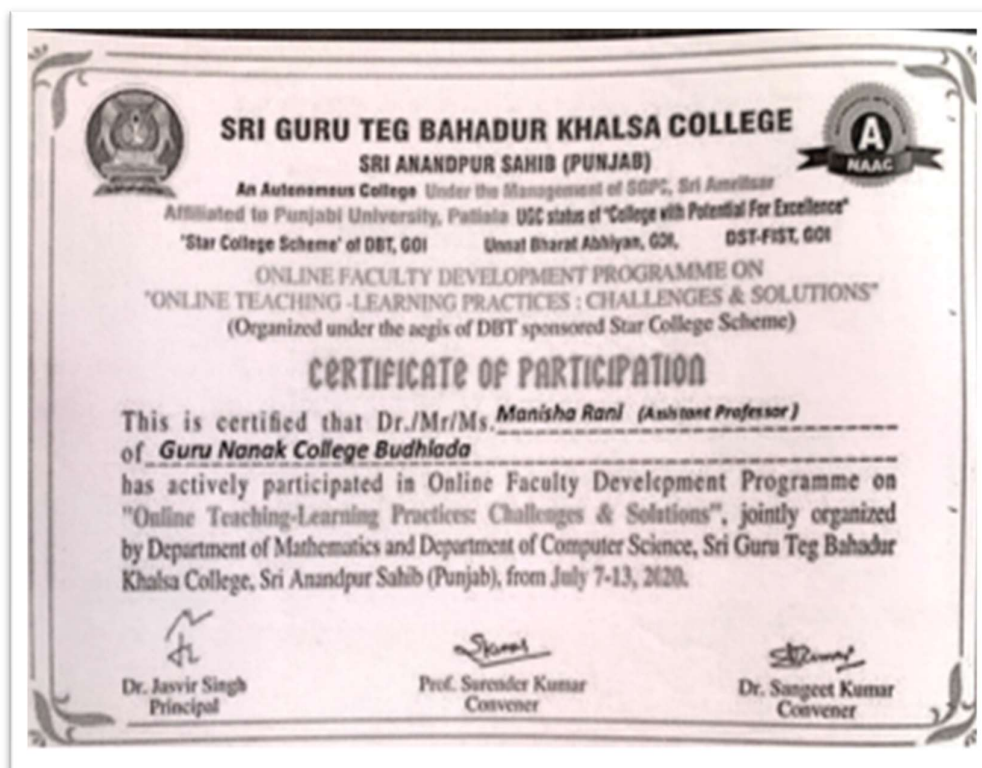 SRI GURU TEG BAHADUR KHALSA COLLEGE
A
NAAC
SRI ANANDPUR SAHIB (PUNJAB)
An Autonomous College Under the Management of SGPC, Sri Amritsar
Affiliated to Punjabi University, Patiala UGC status of "College with Potential For Excellence"
'Star College Scheme' of DBT, GOI Unnat Bharat Abhiyan, GOI, DST-FIST, GOI
ONLINE FACULTY DEVELOPMENT PROGRAMME ON
"ONLINE TEACHING -LEARNING PRACTICES : CHALLENGES & SOLUTIONS"
(Organized under the aegis of DBT sponsored Star College Scheme)
CERTIFICATE OF PARTICIPATION
This is certified that Dr./Mr/Ms. Manisha Rani (Assistant Professor)
of Guru Nanak College Budhlada
has actively participated in Online Faculty Development Programme on
"Online Teaching-Learning Practices: Challenges & Solutions", jointly organized
by Department of Mathematics and Department of Computer Science, Sri Guru Teg Bahadur
Khalsa College, Sri Anandpur Sahib (Punjab), from July 7-13, 2020.
Dr. Jasvir Singh
Principal
Prof. Surender Kumar
Convener
Dr. Sangeet Kumar
Convener